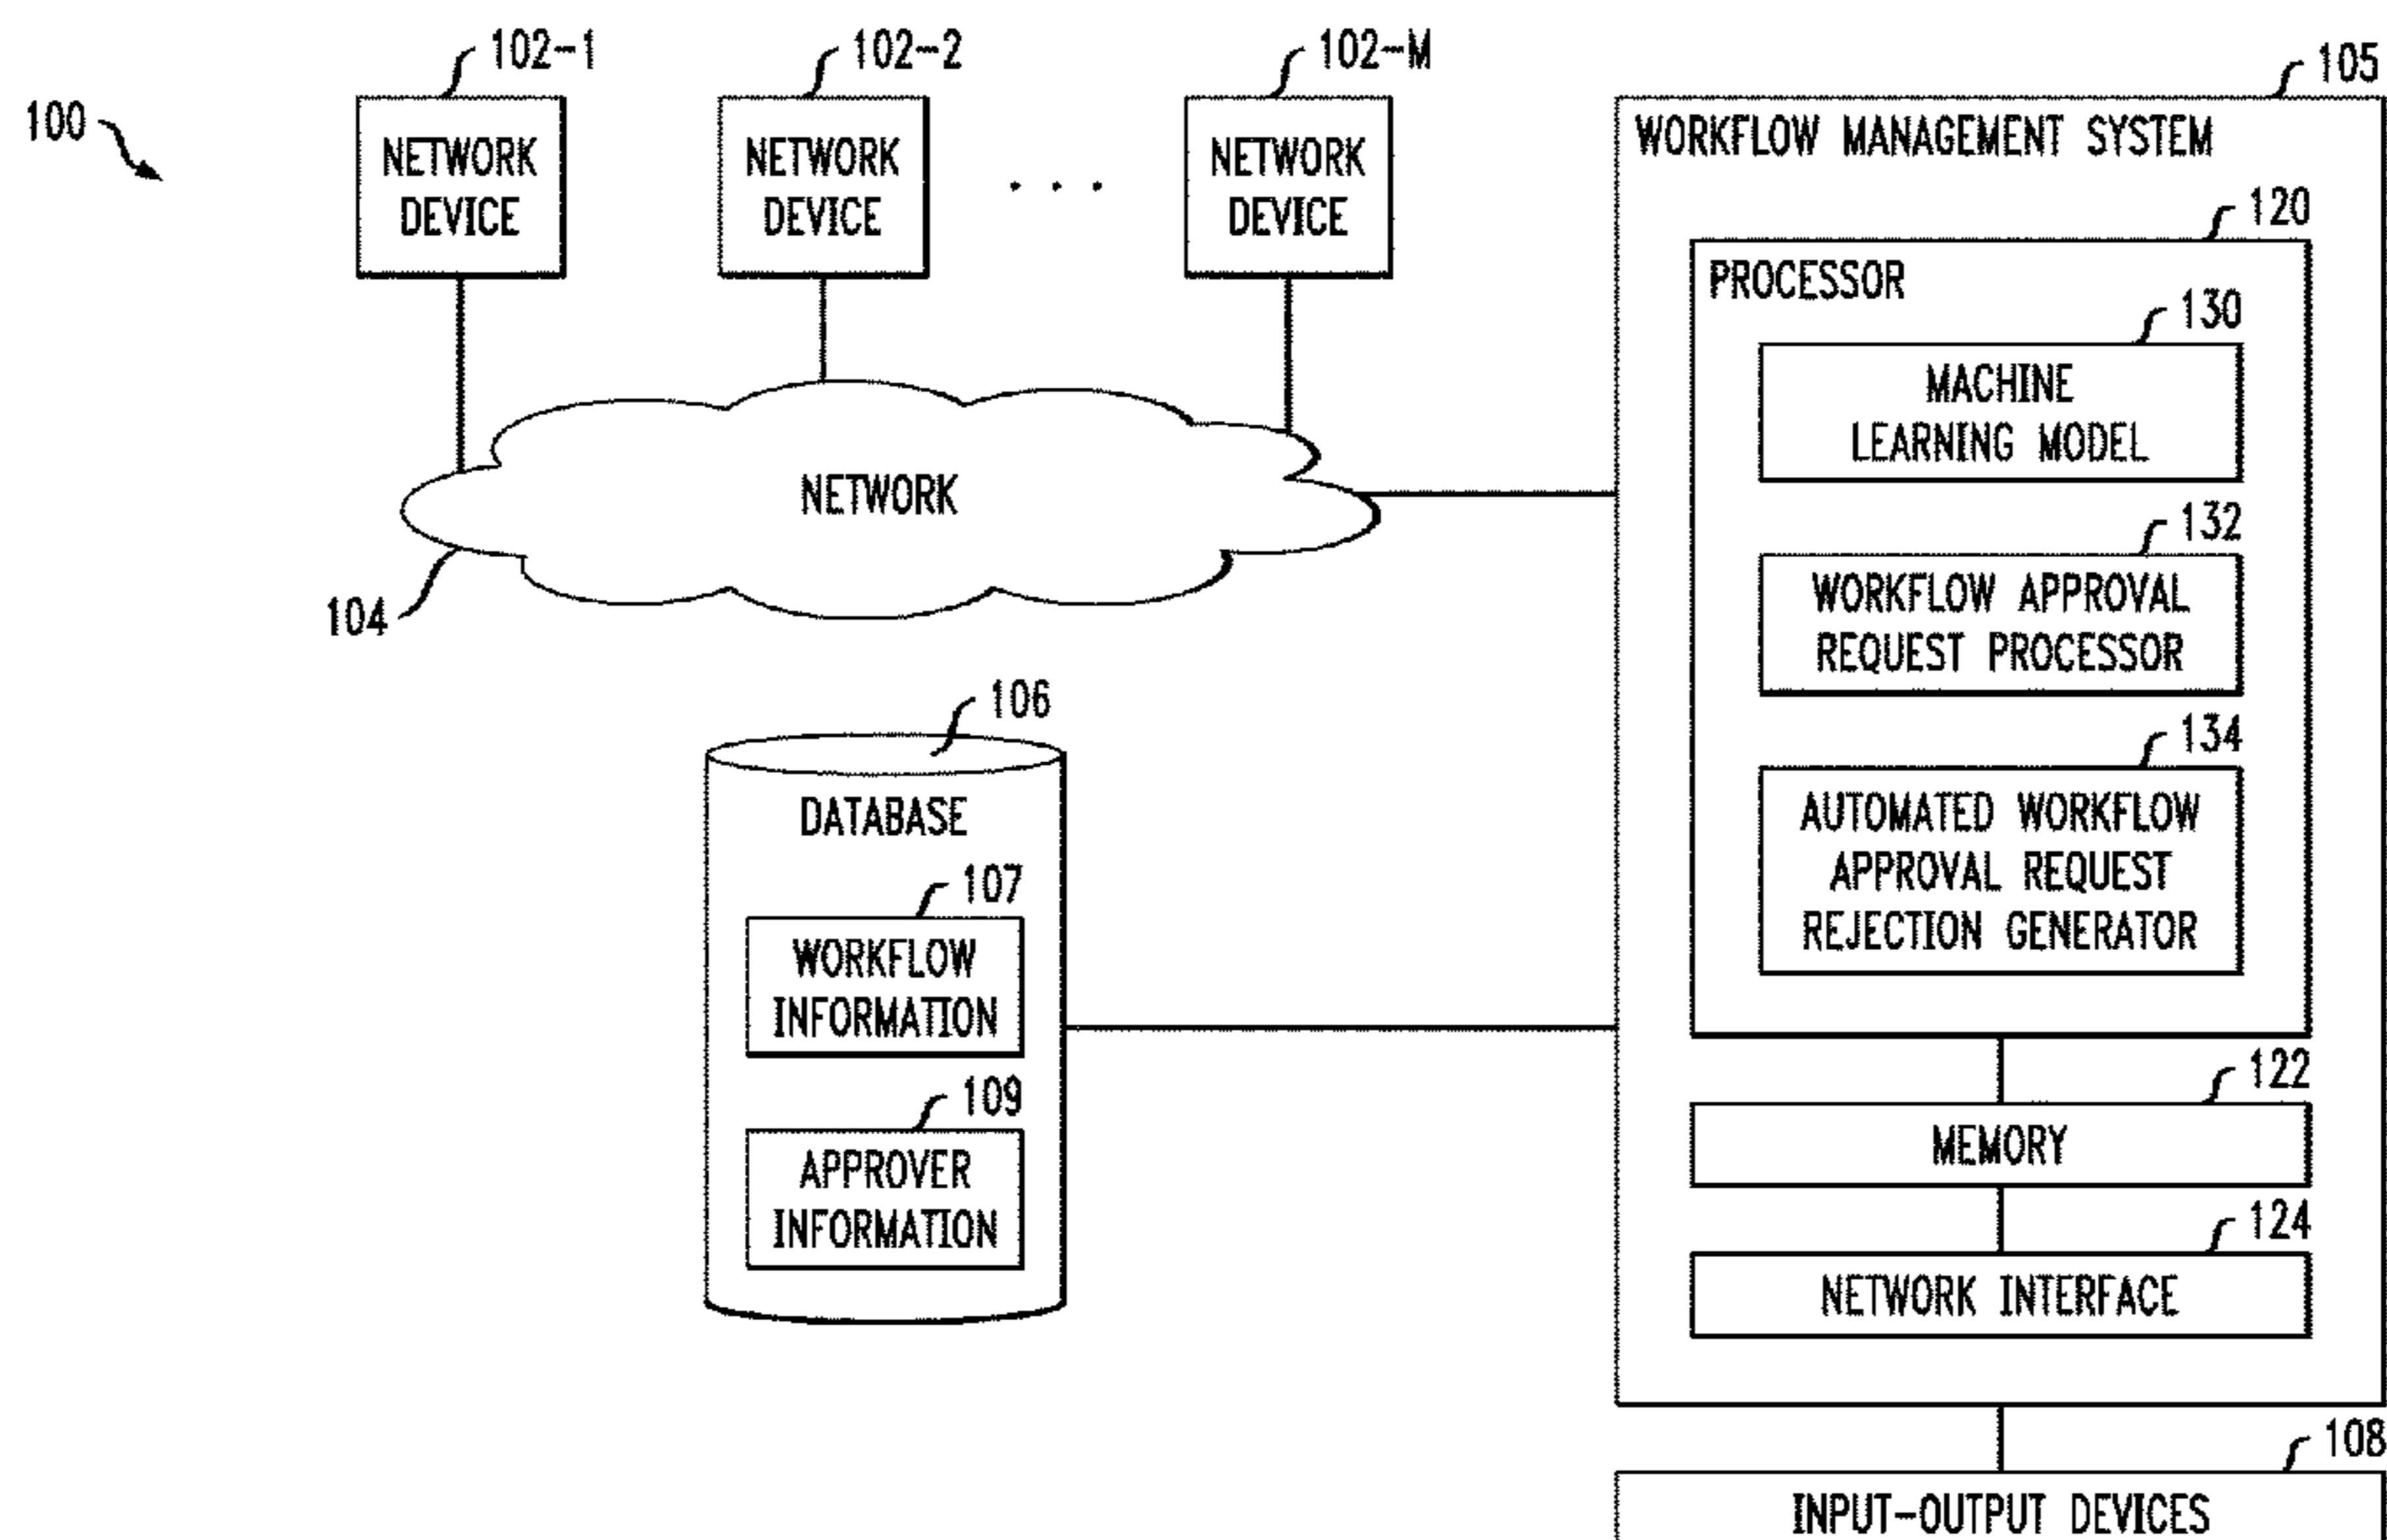 100
102-1
NETWORK
DEVICE
102-2
NETWORK
DEVICE
. . .
102-M
NETWORK
DEVICE
NETWORK
104
106
DATABASE
107
WORKFLOW
INFORMATION
109
APPROVER
INFORMATION
105
WORKFLOW MANAGEMENT SYSTEM
120
PROCESSOR
130
MACHINE
LEARNING MODEL
132
WORKFLOW APPROVAL
REQUEST PROCESSOR
134
AUTOMATED WORKFLOW
APPROVAL REQUEST
REJECTION GENERATOR
122
MEMORY
124
NETWORK INTERFACE
108
INPUT-OUTPUT DEVICES